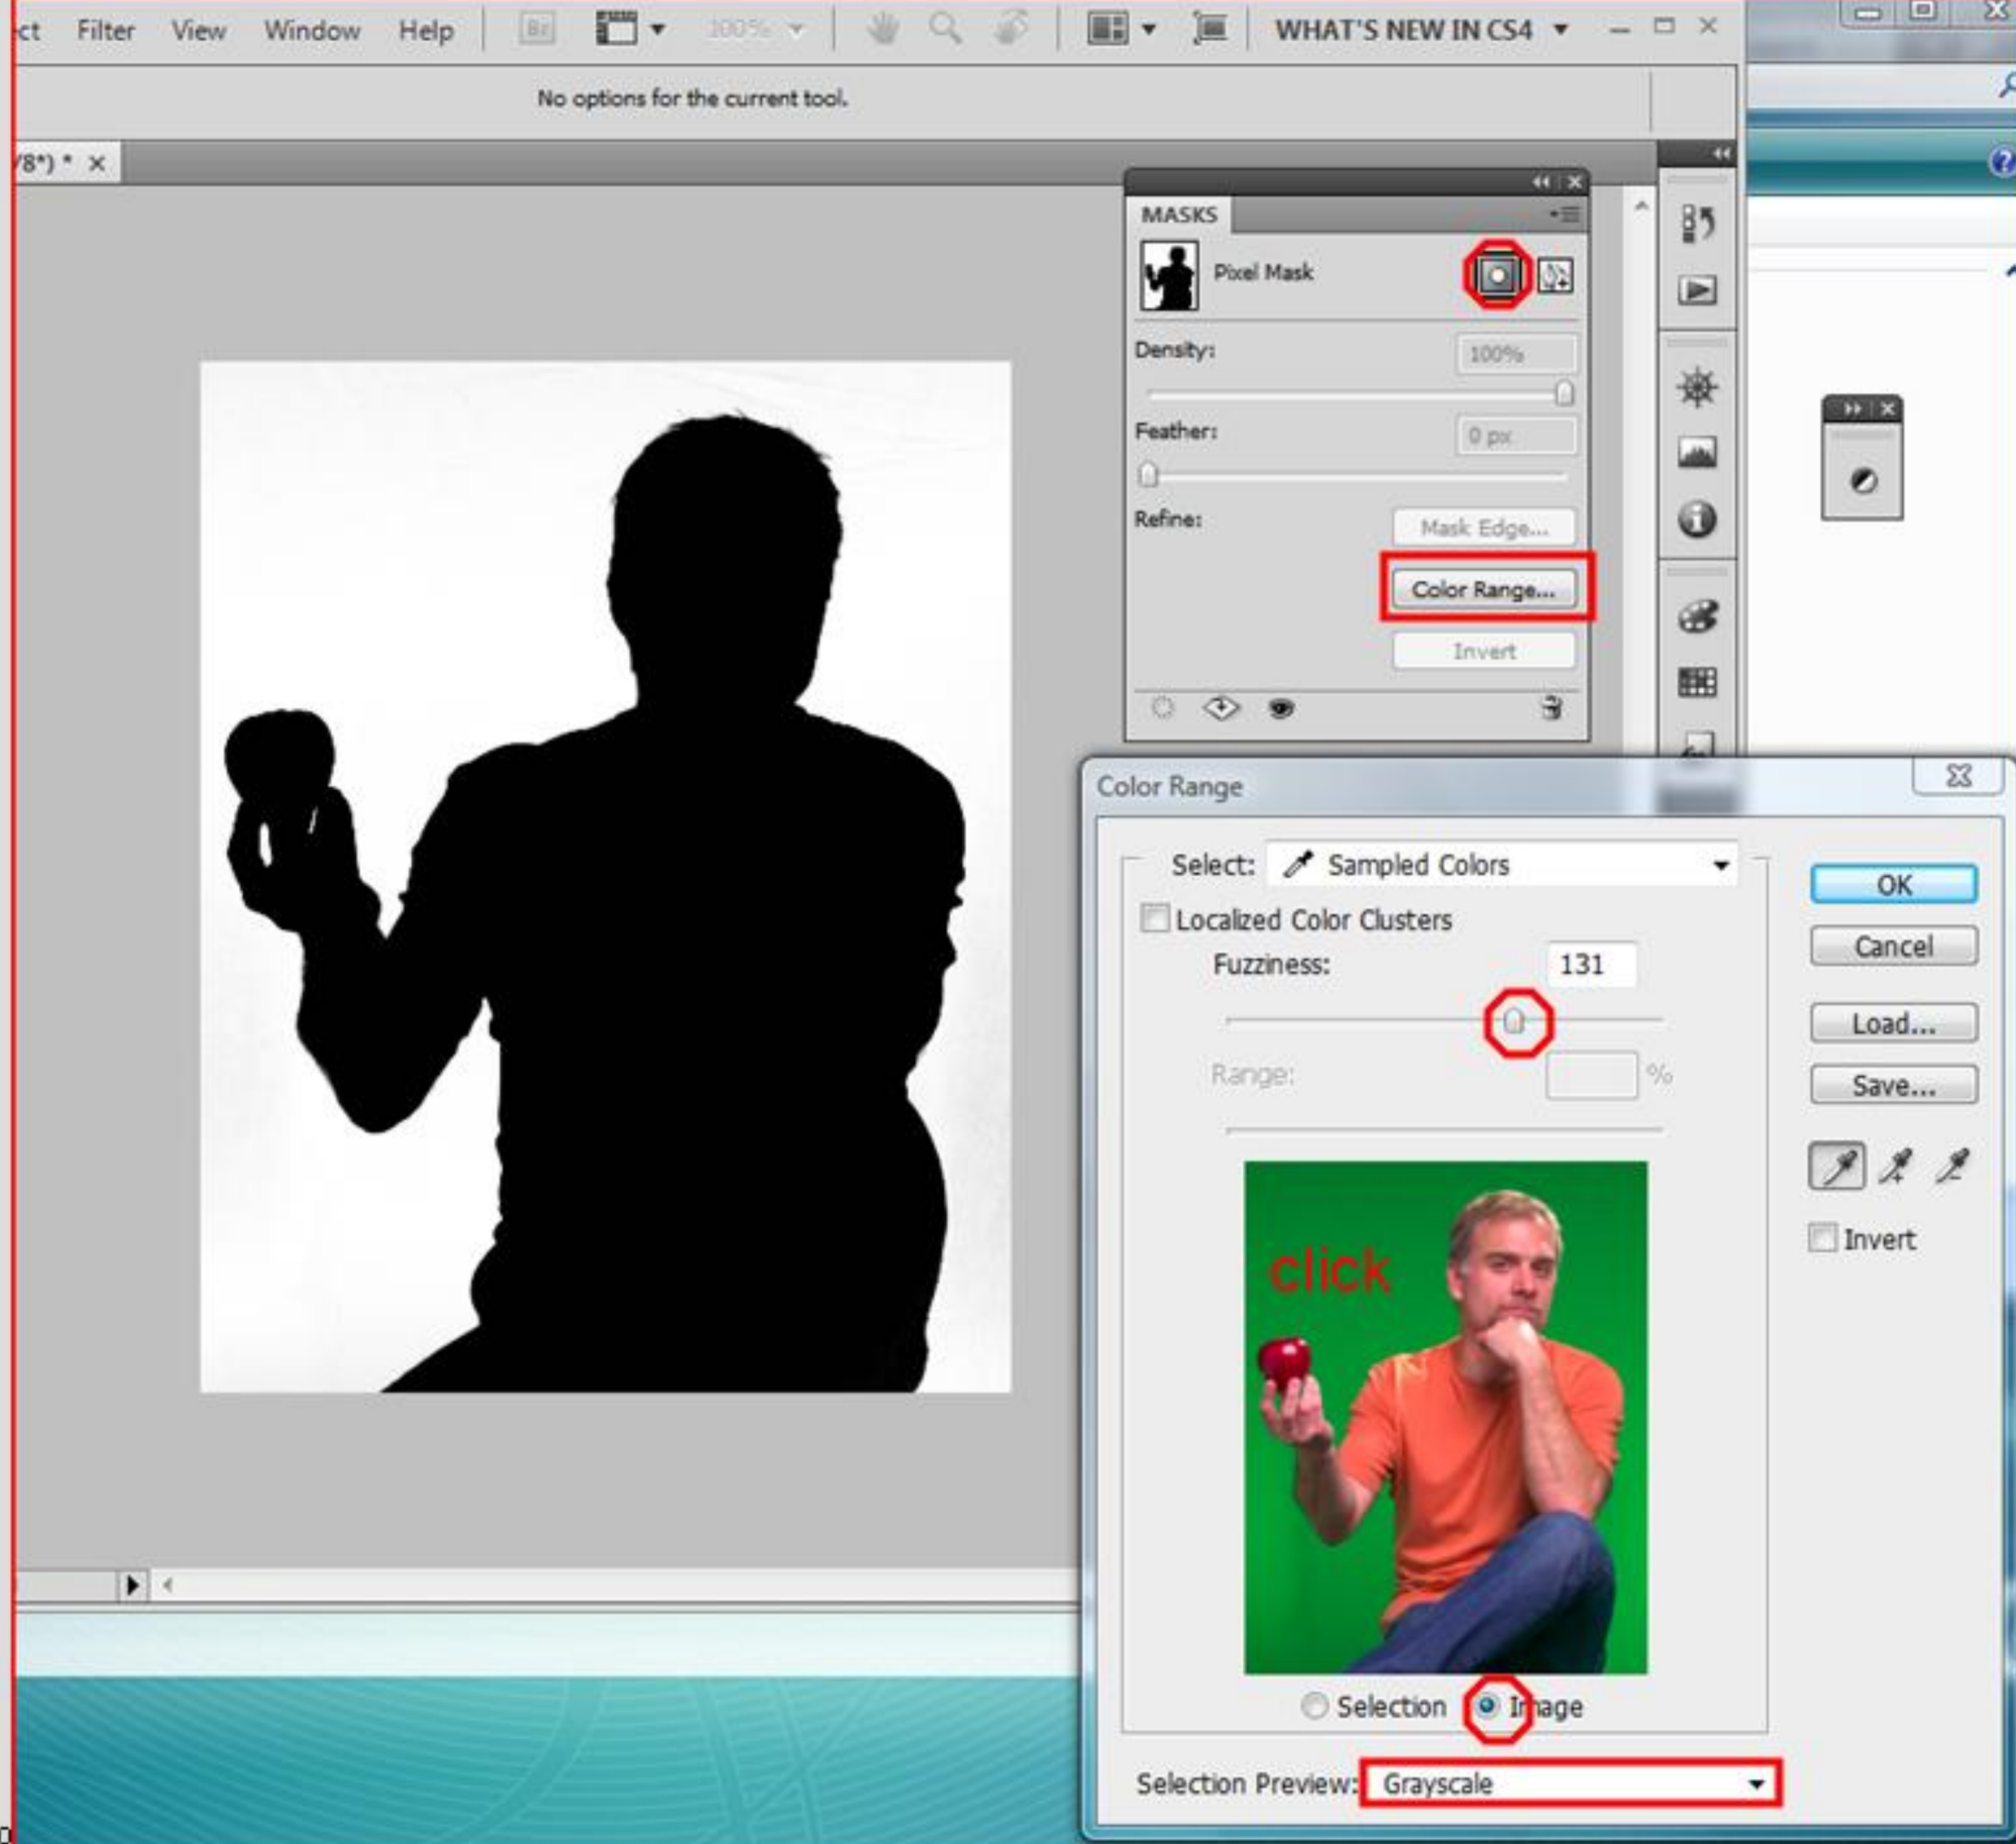 Filter View Window Help Br 100% WHAT'S NEW IN CS4
No options for the current tool.
/8*) *
MASKS
Pixel Mask
Density: 100%
Feather: 0 px
Refine: Mask Edge...
Color Range...
Invert
Color Range
Select: Sampled Colors
OK
Localized Color Clusters
Cancel
Fuzziness: 131
Load...
Range: %
Save...
Invert
click
Selection Image
Selection Preview: Grayscale